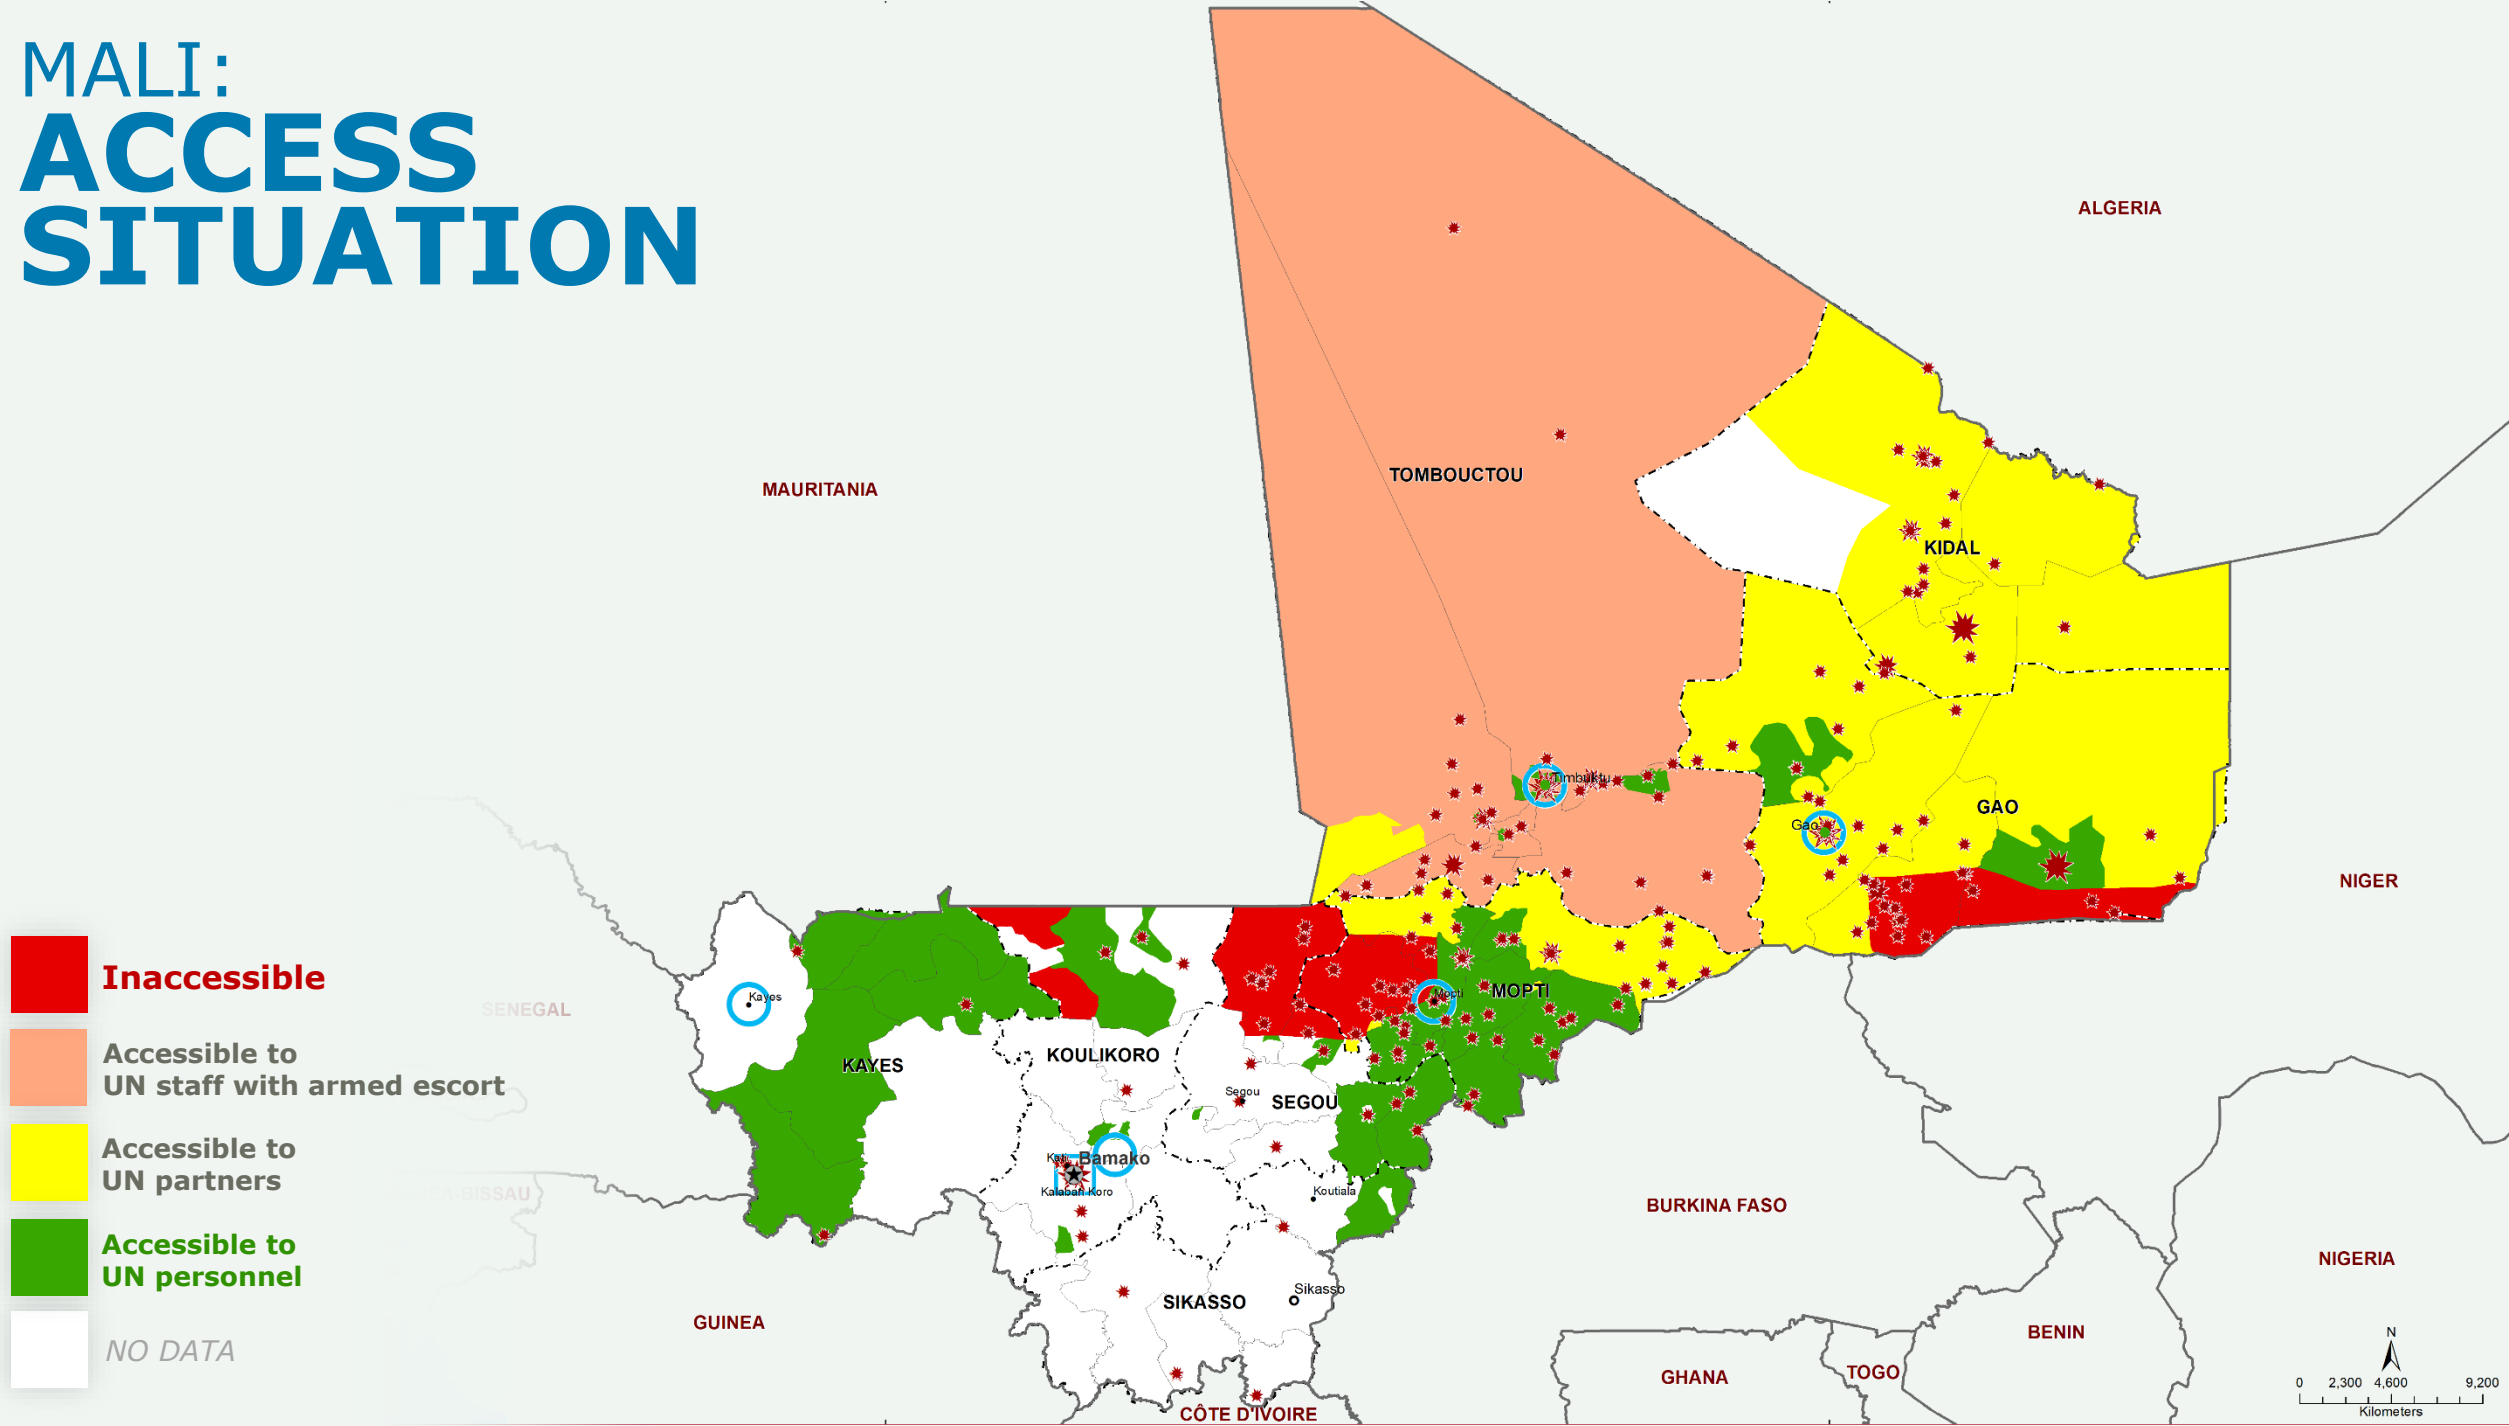 MALI:
ACCESS
SITUATION
ALGERIA
MAURITANIA
TOMBOUCTOU
KIDAL
Timbuktu
GAO
Gao
NIGER
Inaccessible
Accessible to
UN staff with armed escort
Accessible to
UN partners
Accessible to
UN personnel
NO DATA
SENEGAL
Kayes
KAYES
KOULIKORO
Mopti
MOPTI
Segou
SEGOU
Bamako
Kalaban Koro
Koutiala
Sikasso
SIKASSO
BISSAU
GUINEA
BURKINA FASO
NIGERIA
BENIN
GHANA
TOGO
CÔTE D'IVOIRE
N
0 2,300 4,600 9,200
Kilometers